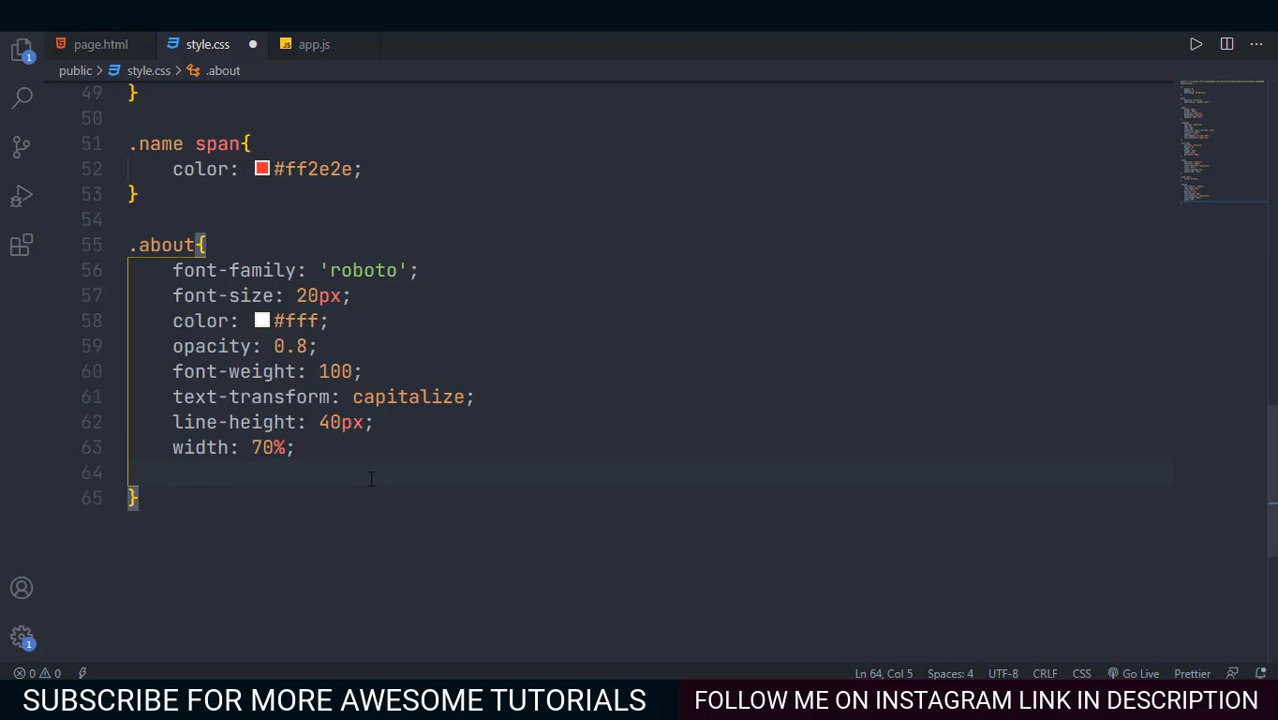 page.html style.css app.js
public > style.css > .about
49 }
50
51 .name span{
52 color: #ff2e2e;
53 }
54
55 .about{
56 font-family: 'roboto';
57 font-size: 20px;
58 color: #fff;
59 opacity: 0.8;
60 font-weight: 100;
61 text-transform: capitalize;
62 line-height: 40px;
63 width: 70%;
64
65 }
1
1
0 0 Ln 64, Col 5 Spaces: 4 UTF-8 CRLF CSS Go Live Prettier
SUBSCRIBE FOR MORE AWESOME TUTORIALS FOLLOW ME ON INSTAGRAM LINK IN DESCRIPTION